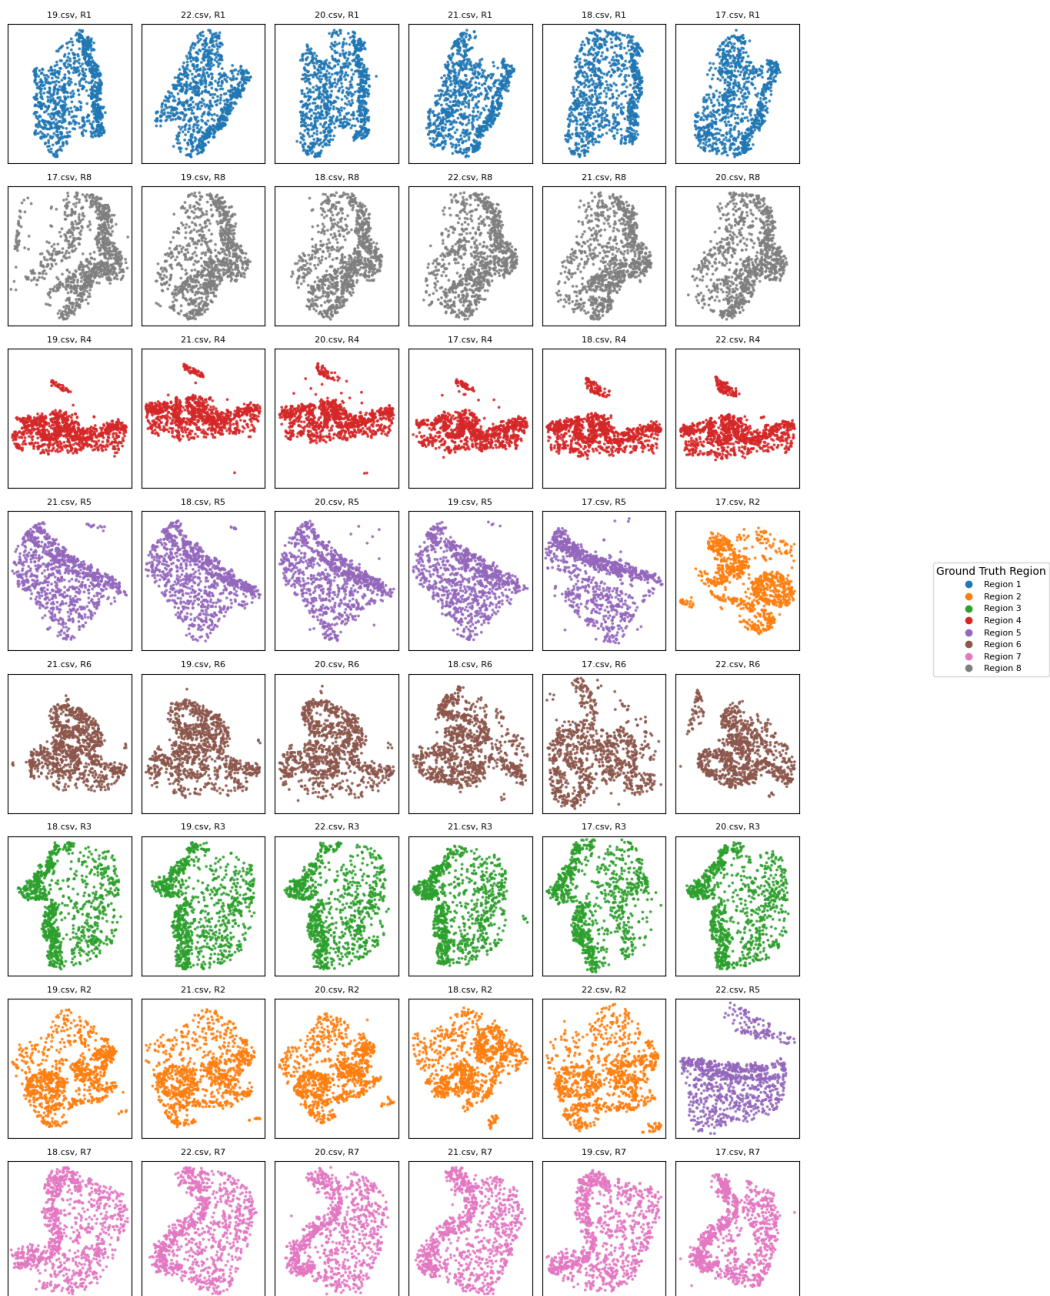 19.csv, R1
22.csv, R1
20.csv, R1
21.csv, R1
18.csv, R1
17.csv, R1
17.csv, R8
19.csv, R8
18.csv, R8
22.csv, R8
21.csv, R8
20.csv, R8
19.csv, R4
21.csv, R4
20.csv, R4
17.csv, R4
18.csv, R4
22.csv, R4
21.csv, R5
18.csv, R5
20.csv, R5
19.csv, R5
17.csv, R5
17.csv, R2
Ground Truth Region
Region 1
Region 2
Region 3
Region 4
Region 5
Region 6
Region 7
Region 8
21.csv, R6
19.csv, R6
20.csv, R6
18.csv, R6
17.csv, R6
22.csv, R6
18.csv, R3
19.csv, R3
22.csv, R3
21.csv, R3
17.csv, R3
20.csv, R3
19.csv, R2
21.csv, R2
20.csv, R2
18.csv, R2
22.csv, R2
22.csv, R5
18.csv, R7
22.csv, R7
20.csv, R7
21.csv, R7
19.csv, R7
17.csv, R7